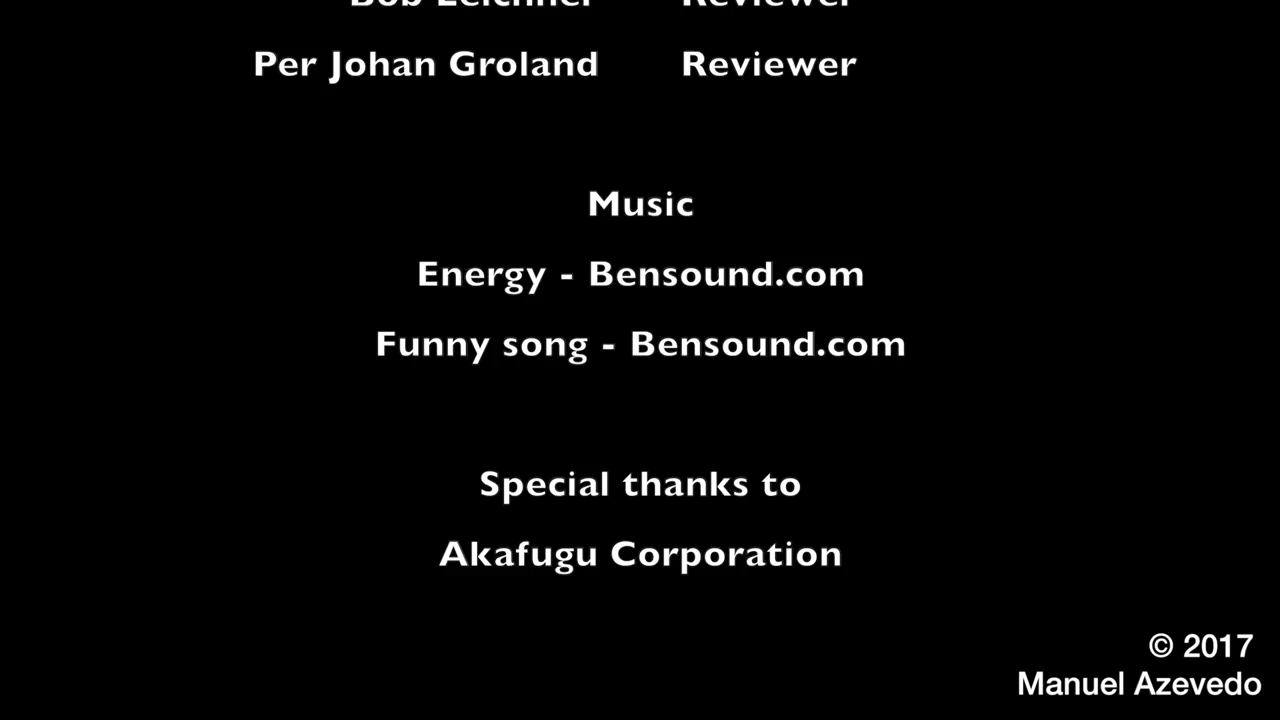 Reviewer
Per Johan Groland Reviewer
Music
Energy - Bensound.com
Funny song - Bensound.com
Special thanks to
Akafugu Corporation
© 2017
Manuel Azevedo